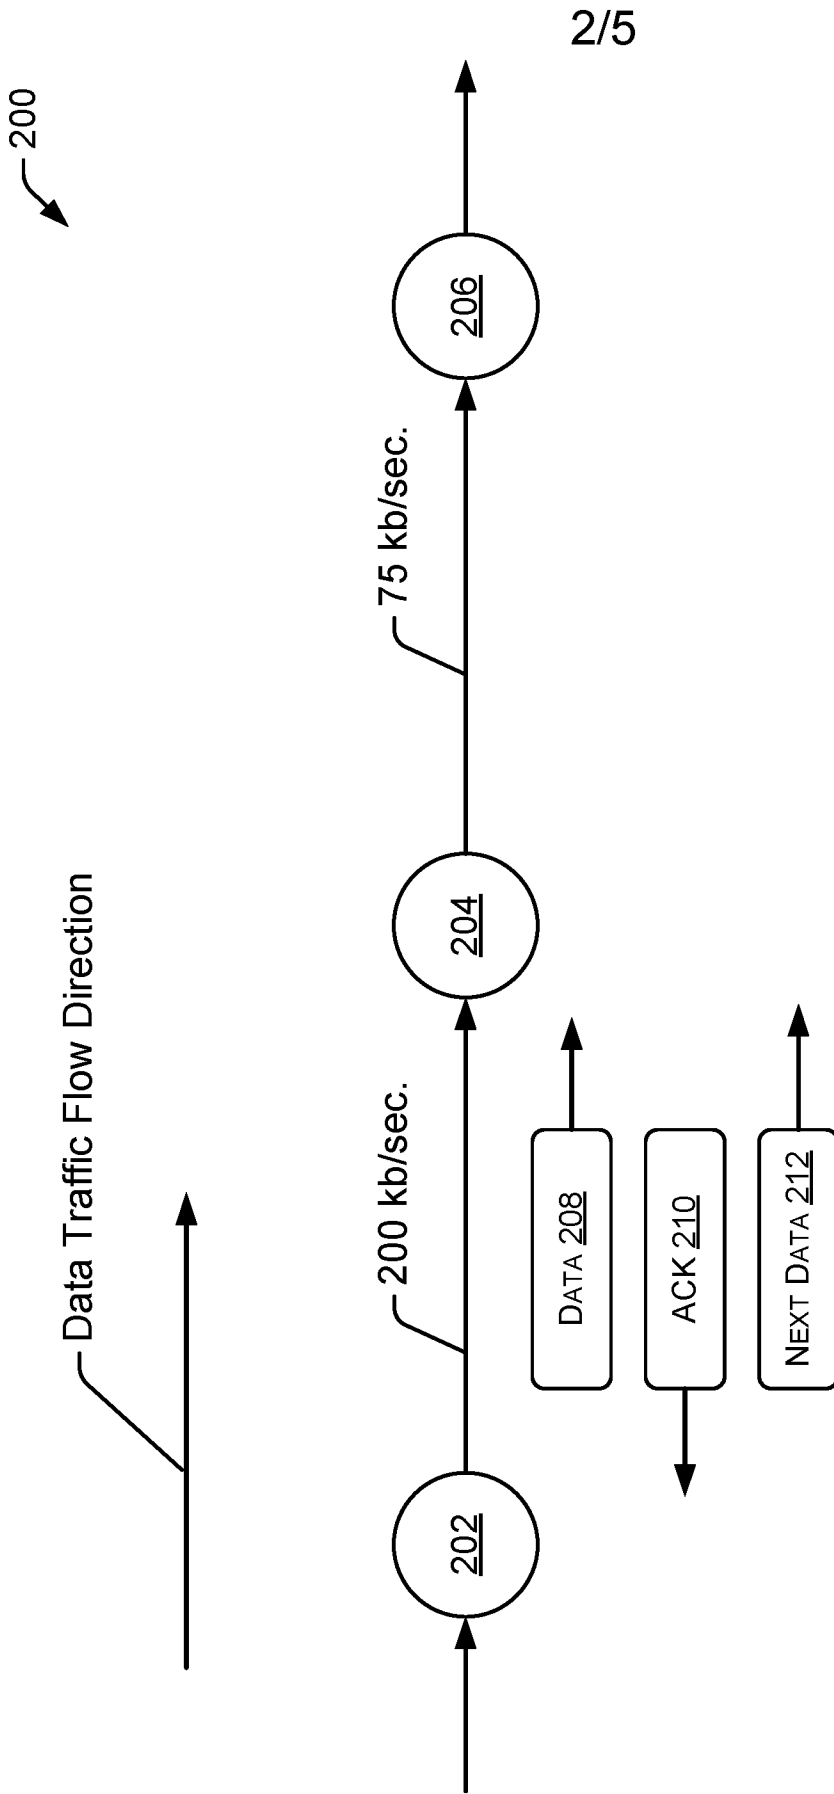 2/5
200
Data Traffic Flow Direction
200 kb/sec.
75 kb/sec.
202
204
206
DATA 208
ACK 210
NEXT DATA 212